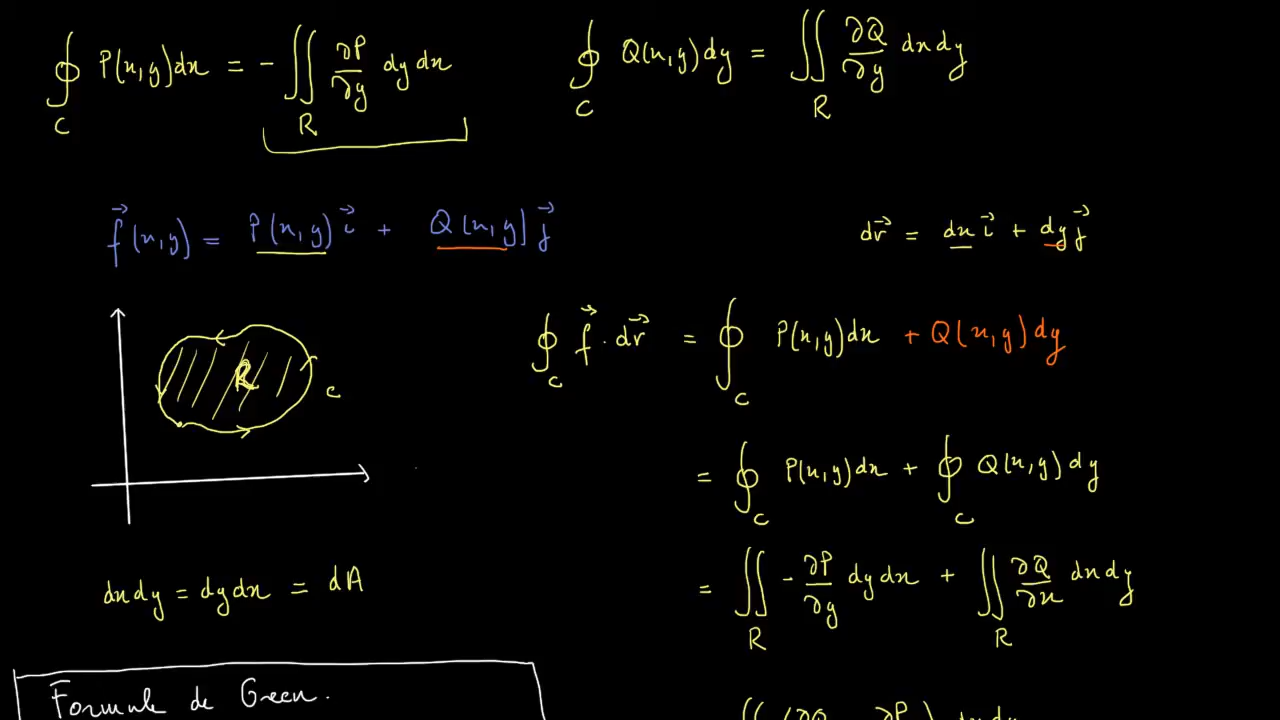 ∮_C P(x,y)dx = - ∬_R ∂P/∂y dy dx    ∮_C Q(x,y)dy = ∬_R ∂Q/∂y dx dy
f⃗(x,y) = P(x,y) i⃗ + Q(x,y) j⃗    dr⃗ = dx i⃗ + dy j⃗
R
C
∮_C f⃗ · dr⃗ = ∮_C P(x,y)dx + Q(x,y)dy
= ∮_C P(x,y)dx + ∮_C Q(x,y)dy
dx dy = dy dx = dA
= ∬_R - ∂P/∂y dy dx + ∬_R ∂Q/∂x dx dy
Formule de Green.